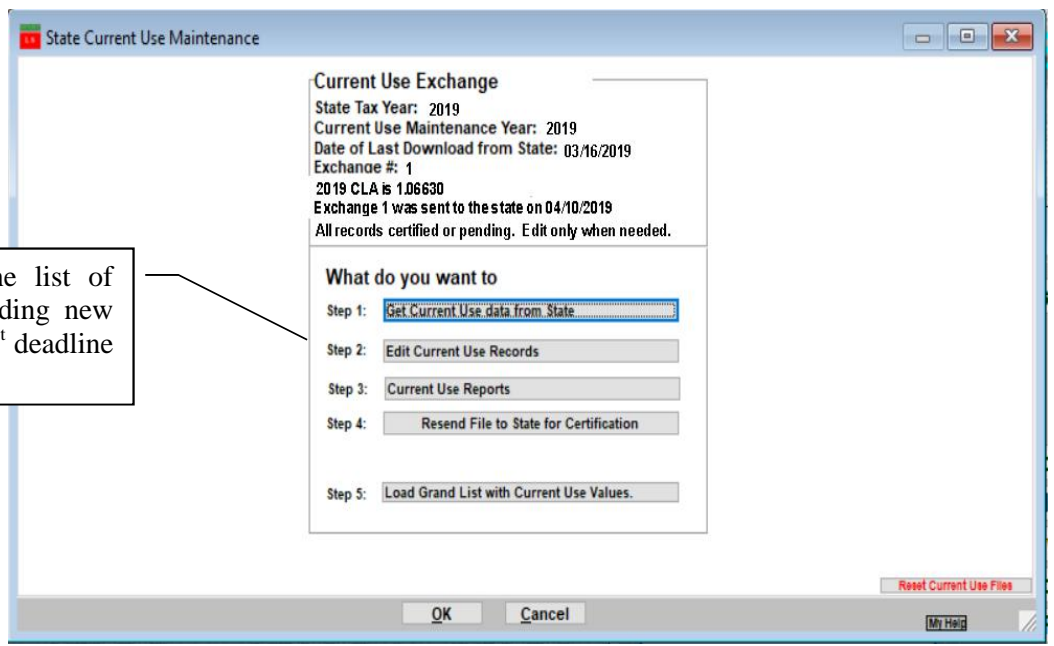 State Current Use Maintenance
Current Use Exchange
State Tax Year: 2019
Current Use Maintenance Year: 2019
Date of Last Download from State: 03/16/2019
Exchange #: 1
2019 CLA is 1.06630
Exchange 1 was sent to the state on 04/10/2019
All records certified or pending. Edit only when needed.
list of
new
deadline
What do you want to
Step 1: Get Current Use data from State
Step 2: Edit Current Use Records
Step 3: Current Use Reports
Step 4: Resend File to State for Certification
Step 5: Load Grand List with Current Use Values.
Reset Current Use Files
OK Cancel
My Help